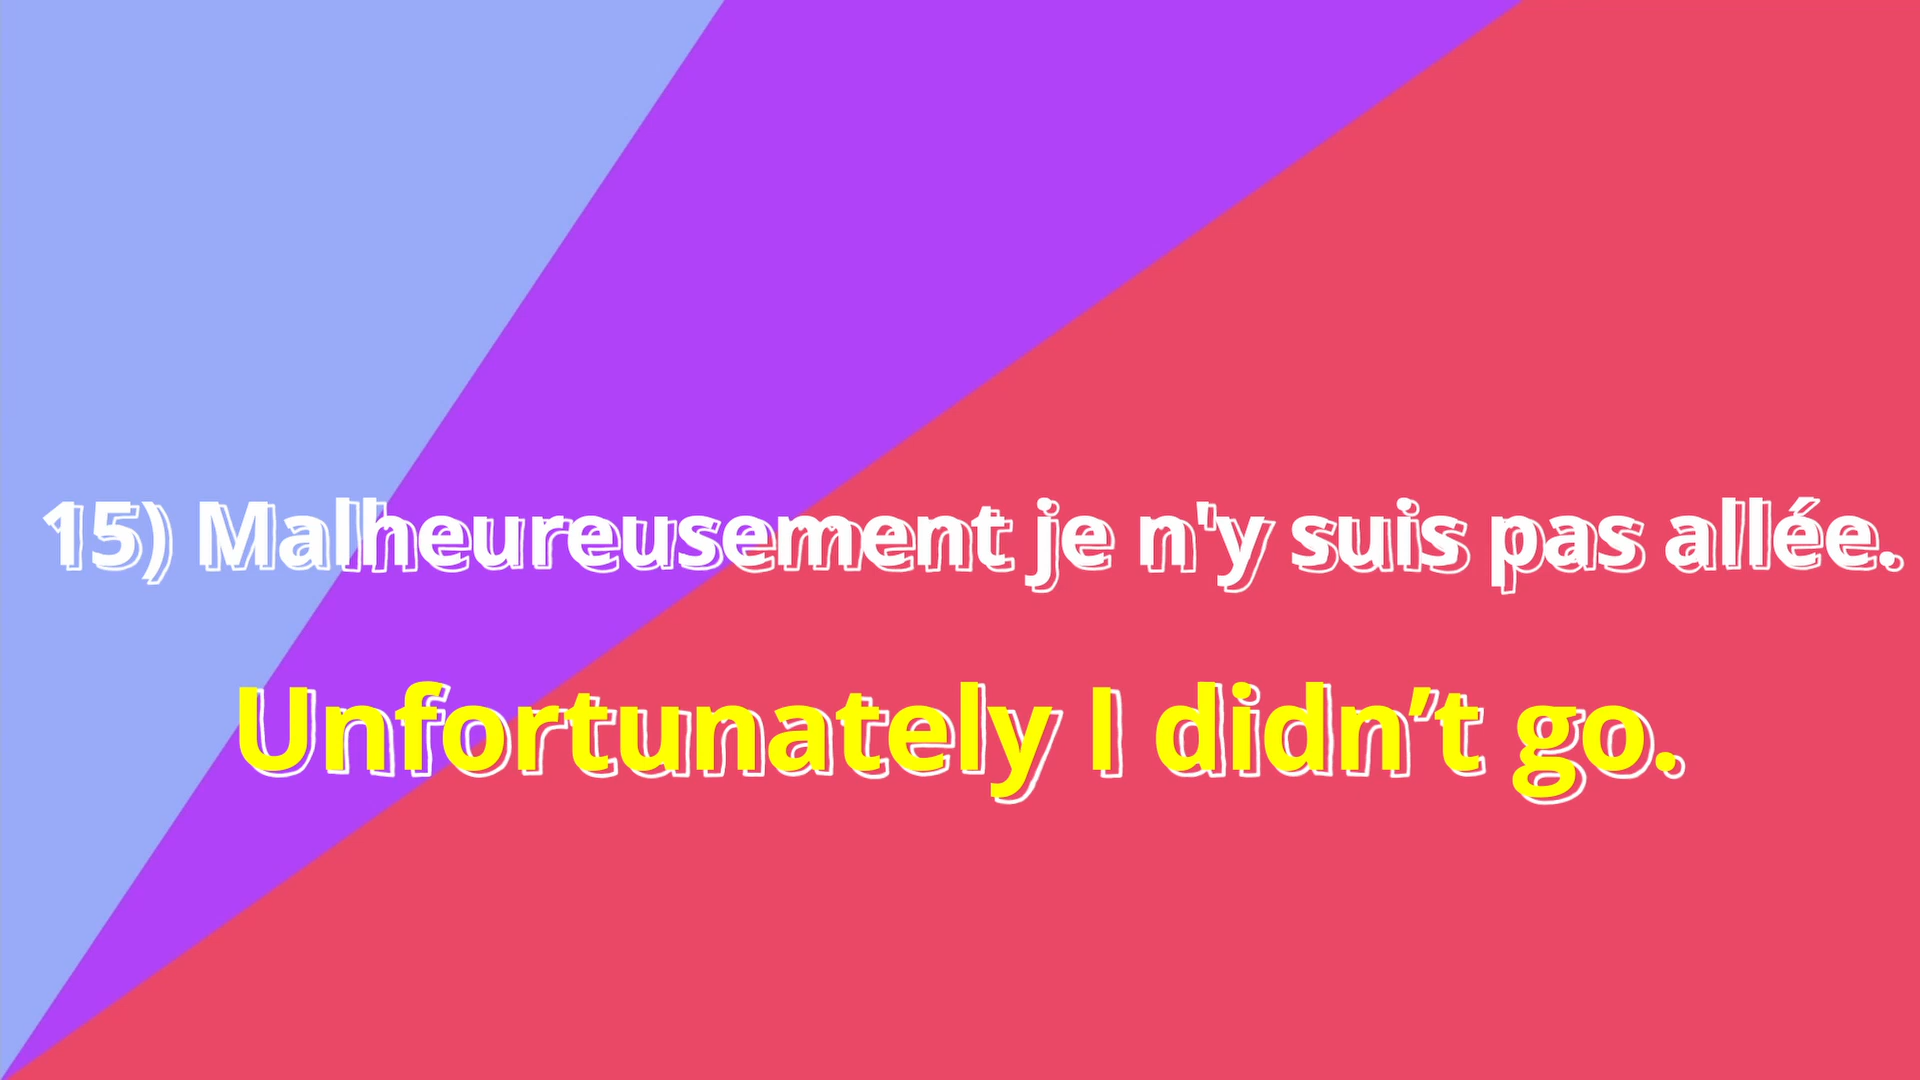 15) Malheureusement je n'y suis pas allée.
Unfortunately I didn’t go.